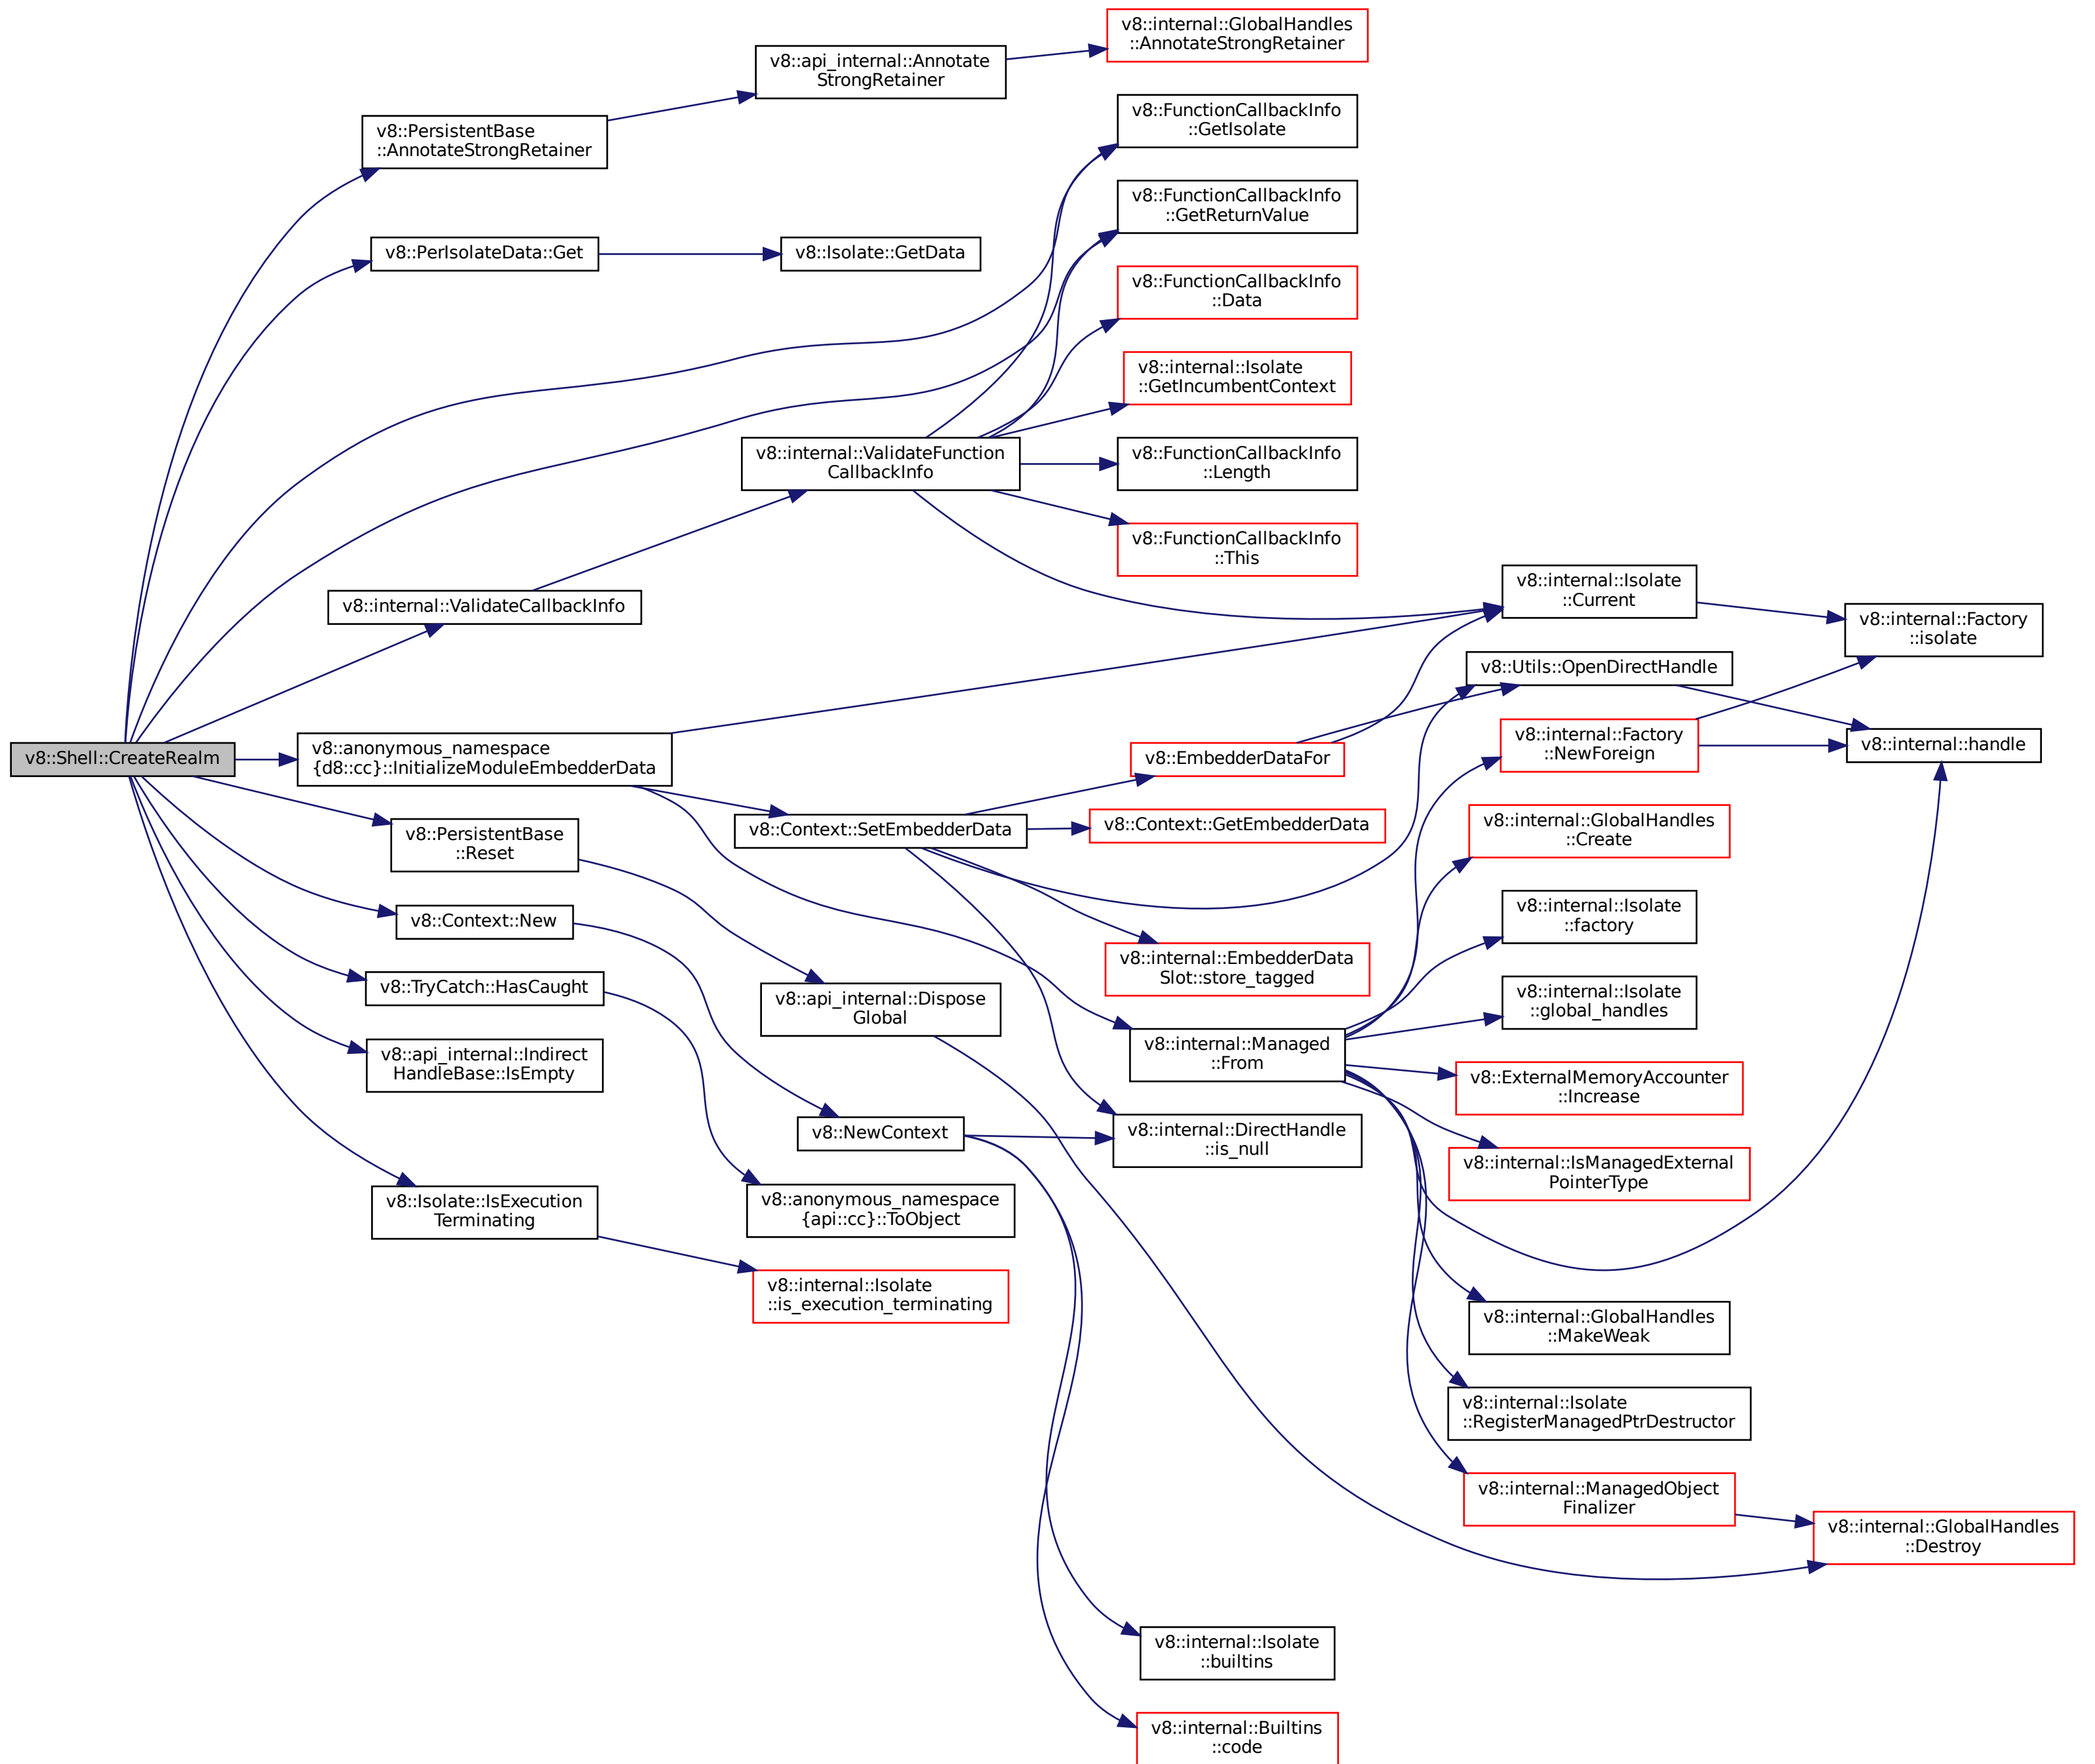 v8::Shell::CreateRealm
v8::PersistentBase
::AnnotateStrongRetainer
v8::api_internal::Annotate
StrongRetainer
v8::internal::GlobalHandles
::AnnotateStrongRetainer
v8::PerIsolateData::Get
v8::Isolate::GetData
v8::FunctionCallbackInfo
::GetIsolate
v8::FunctionCallbackInfo
::GetReturnValue
v8::FunctionCallbackInfo
::Data
v8::internal::Isolate
::GetIncumbentContext
v8::FunctionCallbackInfo
::Length
v8::FunctionCallbackInfo
::This
v8::internal::ValidateFunction
CallbackInfo
v8::internal::ValidateCallbackInfo
v8::anonymous_namespace
{d8::cc}::InitializeModuleEmbedderData
v8::PersistentBase
::Reset
v8::Context::New
v8::TryCatch::HasCaught
v8::api_internal::Indirect
HandleBase::IsEmpty
v8::Isolate::IsExecution
Terminating
v8::Context::SetEmbedderData
v8::api_internal::Dispose
Global
v8::NewContext
v8::anonymous_namespace
{api::cc}::ToObject
v8::internal::Isolate
::is_execution_terminating
v8::EmbedderDataFor
v8::Context::GetEmbedderData
v8::internal::EmbedderData
Slot::store_tagged
v8::internal::Managed
::From
v8::internal::DirectHandle
::is_null
v8::internal::Isolate
::builtins
v8::internal::Builtins
::code
v8::internal::Isolate
::Current
v8::Utils::OpenDirectHandle
v8::internal::Factory
::NewForeign
v8::internal::GlobalHandles
::Create
v8::internal::Isolate
::factory
v8::internal::Isolate
::global_handles
v8::ExternalMemoryAccounter
::Increase
v8::internal::IsManagedExternal
PointerType
v8::internal::GlobalHandles
::MakeWeak
v8::internal::Isolate
::RegisterManagedPtrDestructor
v8::internal::ManagedObject
Finalizer
v8::internal::Factory
::isolate
v8::internal::handle
v8::internal::GlobalHandles
::Destroy